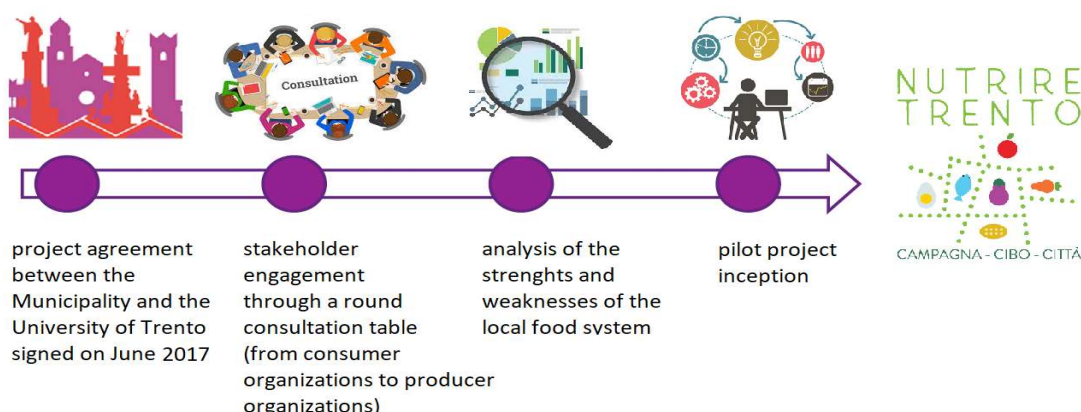 Consultation
NUTRIRE
TRENTO
CAMPAGNA - CIBO - CITTÀ
project agreement
between the
Municipality and the
University of Trento
signed on June 2017
stakeholder
engagement
through a round
consultation table
(from consumer
organizations to producer
organizations)
analysis of the
strenghts and
weaknesses of the
local food system
pilot project
inception